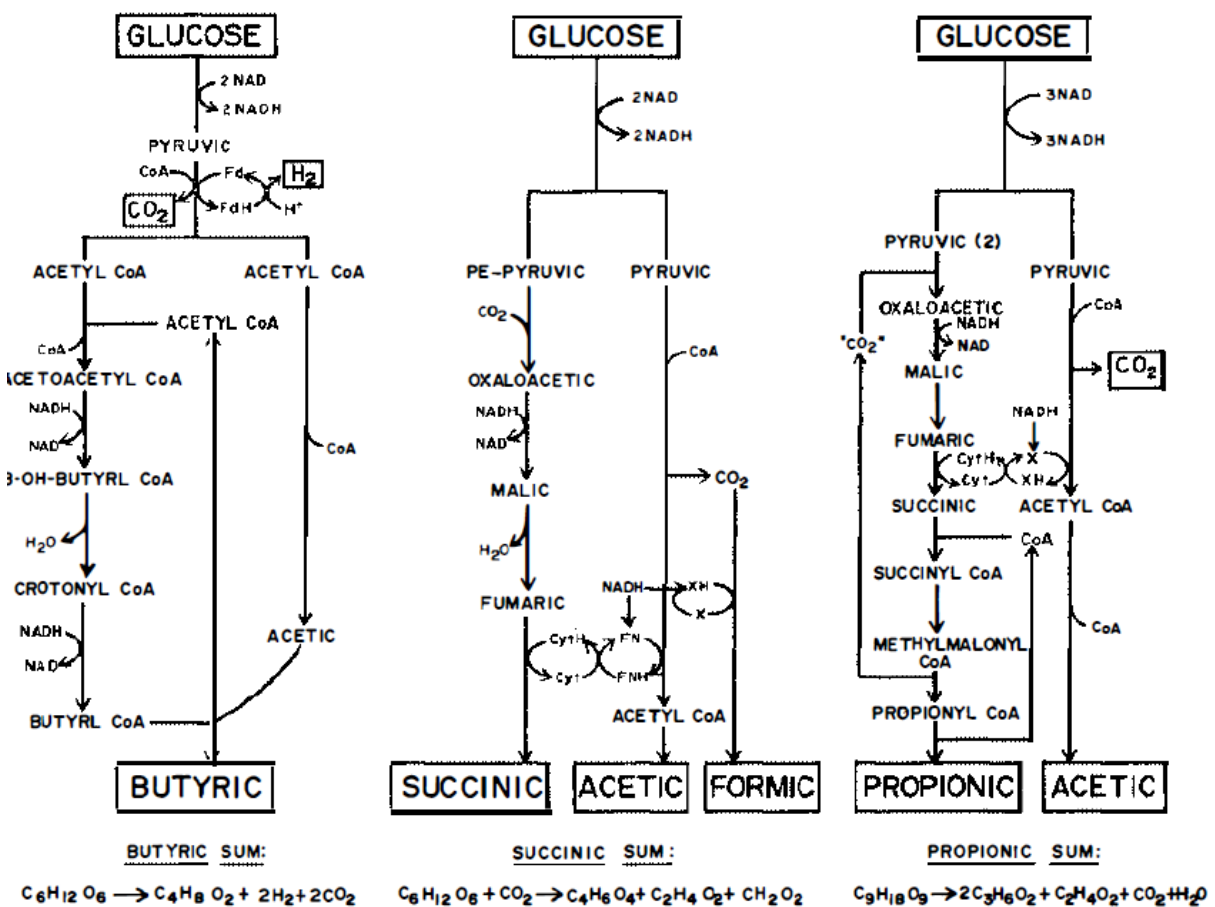 GLUCOSE
2 NAD
2 NADH
PYRUVIC
CoA
Fd
H2
CO2
FdH
H+
ACETYL CoA
ACETYL CoA
ACETYL CoA
CoA
ACETOACETYL CoA
NADH
NAD
CoA
B-OH-BUTYRL CoA
H2O
CROTONYL CoA
NADH
NAD
ACETIC
BUTYRL CoA
BUTYRIC
BUTYRIC SUM:
C6H12O6 → C4H8O2 + 2H2 + 2CO2
GLUCOSE
2NAD
2NADH
PE-PYRUVIC
PYRUVIC
CO2
CoA
OXALOACETIC
NADH
NAD
CO2
MALIC
H2O
FUMARIC
NADH
XH
X
CytH
FN
Cyt
FNH
ACETYL CoA
SUCCINIC
ACETIC
FORMIC
SUCCINIC SUM:
C6H12O6 + CO2 → C4H6O4 + C2H4O2 + CH2O2
GLUCOSE
3NAD
3NADH
PYRUVIC (2)
PYRUVIC
OXALOACETIC
CoA
NADH
NAD
"CO2"
CO2
MALIC
NADH
FUMARIC
CytH
X
Cyt
XH
SUCCINIC
ACETYL CoA
CoA
SUCCINYL CoA
METHYLMALONYL
CoA
CoA
PROPIONYL CoA
PROPIONIC
ACETIC
PROPIONIC SUM:
C9H18O9 → 2C3H6O2 + C2H4O2 + CO2 + H2O